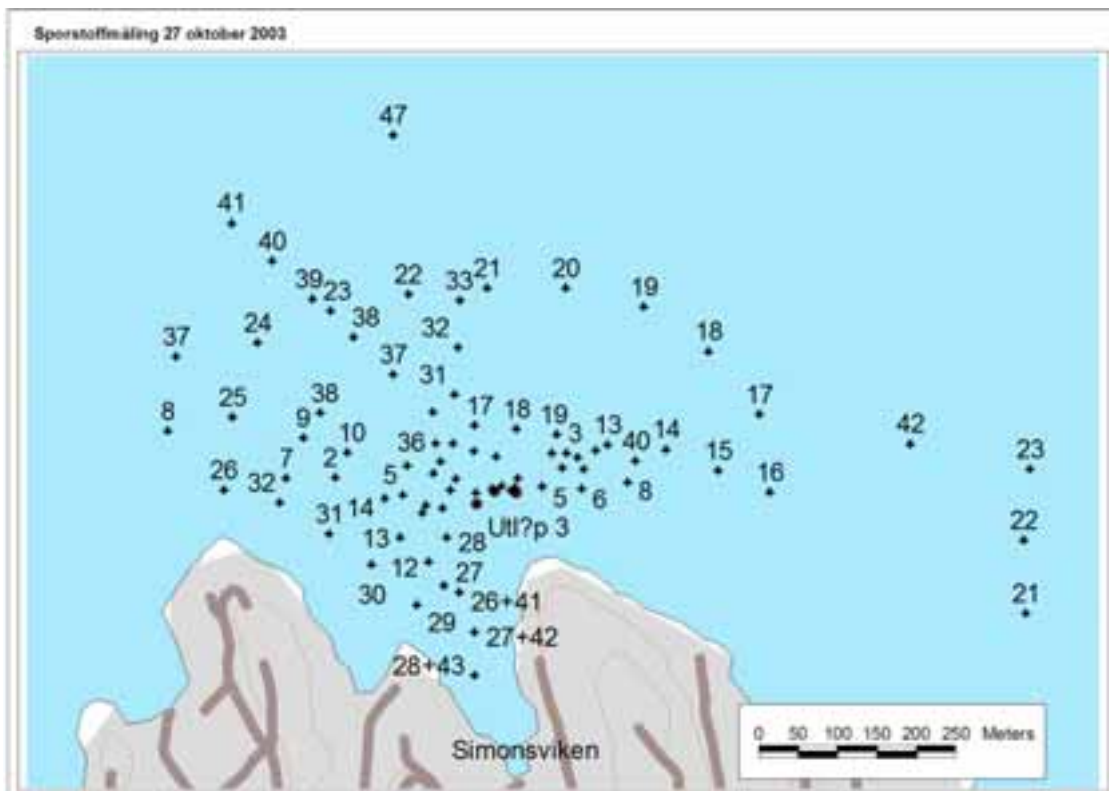 Sporstoffmåling 27 oktober 2003
47
41
40
39 23 22 33 21 20 19
24 38 32 18
37 37
31
8 25 38 17 18 19 3 13 40 14 17 42
9 10 36 15 23
26 32 7 2 5 5 6 8 16
14 Utl?p 3 22
31 13 28
12 27 21
30 26+41
29 27+42
28+43
Simonsviken
0 50 100 150 200 250 Meters